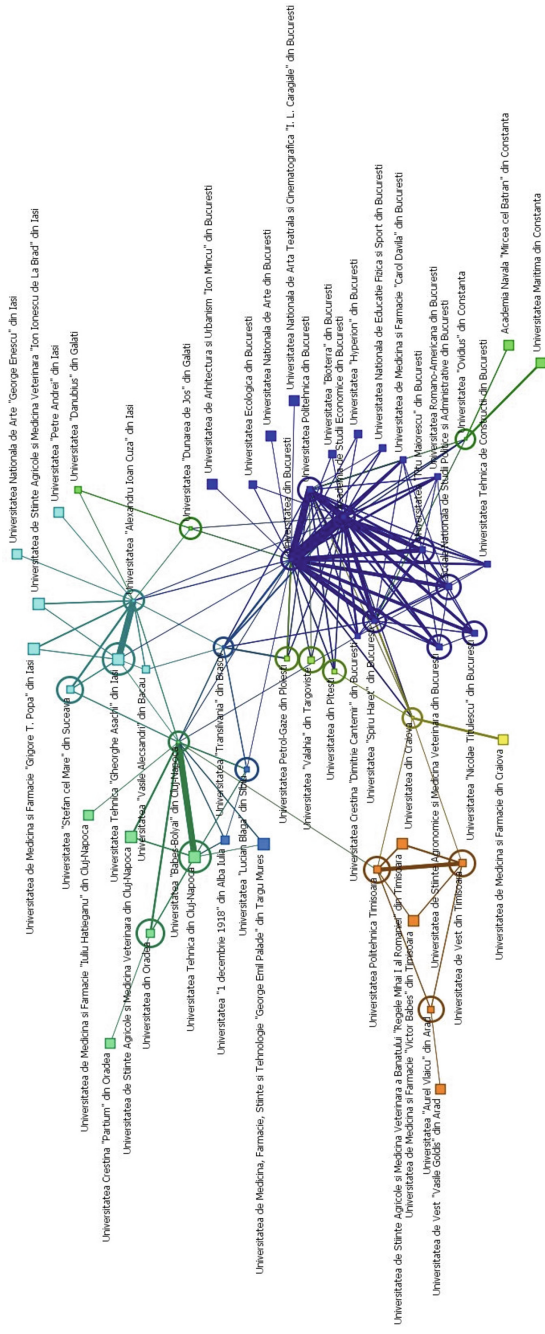 Universitatea Nationala de Arte "George Enescu" din Iasi
Universitatea de Stiinte Agricole si Medicina Veterinara "Ion Ionescu de La Brad" din Iasi
Universitatea de Medicina si Farmacie "Grigore T. Popa" din Iasi
Universitatea "Petre Andrei" din Iasi
Universitatea "Stefan cel Mare" din Suceava
Universitatea "Danubius" din Galati
Universitatea de Medicina si Farmacie "Iuliu Hatieganu" din Cluj-Napoca
Universitatea Crestina "Partium" din Oradea
Universitatea Tehnica "Gheorghe Asachi" din Iasi
Universitatea de Stiinte Agricole si Medicina Veterinara din Cluj-Napoca
Universitatea "Alexandru Ioan Cuza" din Iasi
Universitatea "Vasile Alecsandri" din Bacau
Universitatea din Oradea
Universitatea "Babes-Bolyai" din Cluj-Napoca
Universitatea "Dunarea de Jos" din Galati
Universitatea Tehnica din Cluj-Napoca
Universitatea de Arhitectura si Urbanism "Ion Mincu" din Bucuresti
Universitatea "Transilvania" din Brasov
Universitatea "1 decembrie 1918" din Alba Iulia
Universitatea "Lucian Blaga" din Sibiu
Universitatea Ecologica din Bucuresti
Universitatea de Medicina, Farmacie, Stiinte si Tehnologie "George Emil Palade" din Targu Mures
Universitatea Nationala de Arte din Bucuresti
Universitatea Nationala de Arta Teatrala si Cinematografica "I. L. Caragiale" din Bucuresti
Universitatea din Bucuresti
Universitatea Petrol-Gaze din Ploiesti
Universitatea Politehnica din Bucuresti
Universitatea "Valahia" din Targoviste
Universitatea "Bioterra" din Bucuresti
Universitatea din Pitesti
Academia de Studii Economice din Bucuresti
Universitatea "Hyperion" din Bucuresti
Universitatea Crestina "Dimitrie Cantemir" din Bucuresti
Universitatea "Spiru Haret" din Bucuresti
Universitatea Nationala de Educatie Fizica si Sport din Bucuresti
Universitatea Politehnica Timisoara
Universitatea de Medicina si Farmacie "Carol Davila" din Bucuresti
Universitatea de Stiinte Agricole si Medicina Veterinara a Banatului "Regele Mihai I al Romaniei" din Timisoara
Universitatea din Craiova
Universitatea de Medicina si Farmacie "Victor Babes" din Timisoara
Universitatea "Titu Maiorescu" din Bucuresti
Universitatea "Aurel Vlaicu" din Arad
Universitatea Romano-Americana din Bucuresti
Universitatea de Stiinte Agronomice si Medicina Veterinara din Bucuresti
Universitatea de Vest "Vasile Goldis" din Arad
Scoala Nationala de Studii Politice si Administrative din Bucuresti
Universitatea "Ovidius" din Constanta
Universitatea de Vest din Timisoara
Universitatea "Nicolae Titulescu" din Bucuresti
Universitatea Tehnica de Constructii din Bucuresti
Universitatea de Medicina si Farmacie din Craiova
Academia Navala "Mircea cel Batran" din Constanta
Universitatea Maritima din Constanta